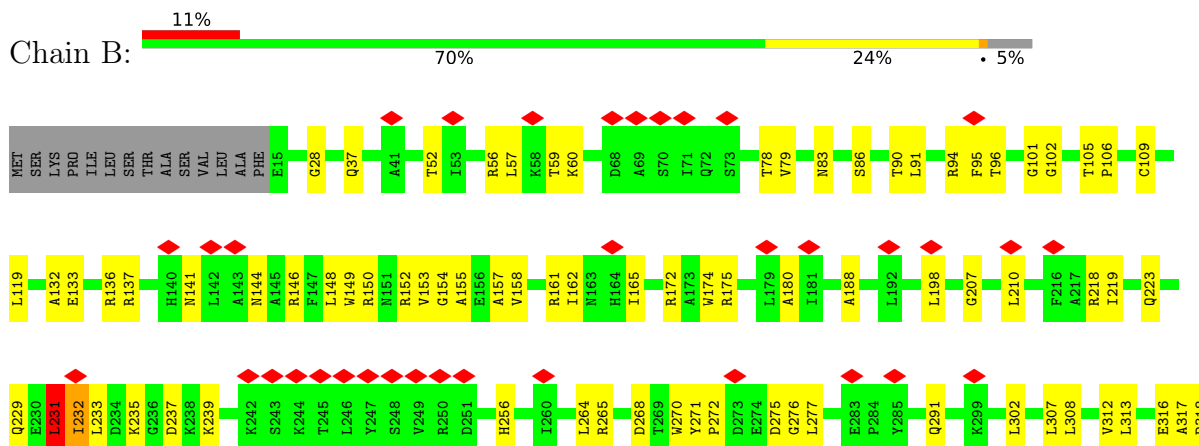 11%
Chain B:
70% 24% • 5%
MET SER LYS PRO ILE LEU SER THR ALA SER VAL LEU ALA PHE E15 G28 Q37 A41 T52 I53 R56 L57 K58 T59 K60 D68 A69 S70 I71 Q72 S73 T78 V79 N83 S86 T90 L91 R94 F95 T96 G101 G102 T105 P106 C109
L119 A132 E133 R136 R137 H140 N141 L142 A143 N144 A145 R146 F147 L148 W149 R150 N151 R152 V153 G154 A155 E156 A157 V158 R161 I162 N163 H164 I165 R172 A173 W174 R175 L179 A180 I181 A188 L192 L198 G207 L210 F216 A217 R218 I219 Q223
Q229 E230 L231 I232 L233 D234 K235 G236 D237 K238 K239 K242 S243 K244 T245 L246 Y247 S248 V249 R250 D251 H256 I260 L264 R265 D268 T269 W270 Y271 P272 D273 E274 D275 G276 L277 E283 P284 Y285 Q291 K299 L302 L307 L308 V312 L313 E316 A317